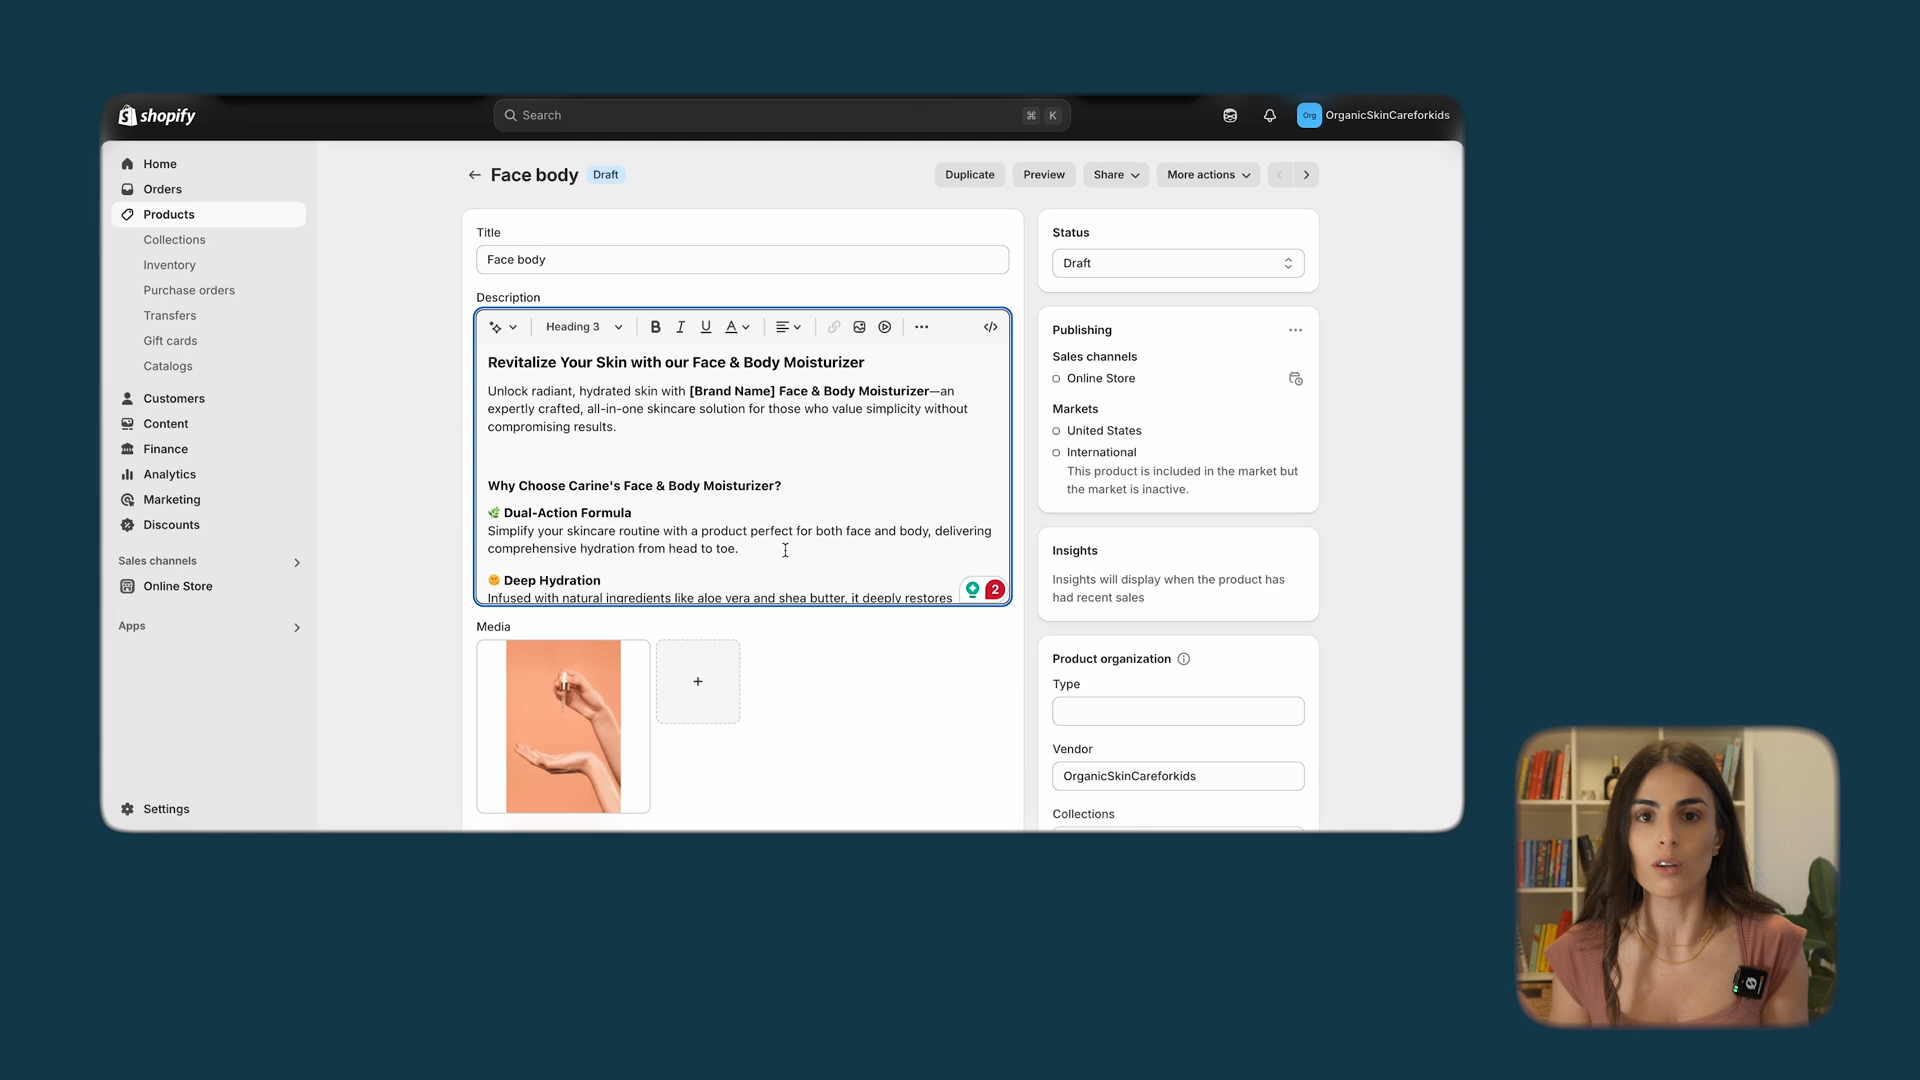 shopify
Search
⌘ K
Org OrganicSkinCareforkids
Home
Orders
Products
Collections
Inventory
Purchase orders
Transfers
Gift cards
Catalogs
Customers
Content
Finance
Analytics
Marketing
Discounts
Sales channels
Online Store
Apps
Settings
Face body Draft
Duplicate
Preview
Share
More actions
Title
Face body
Description
Heading 3
B I U A
Revitalize Your Skin with our Face & Body Moisturizer
Unlock radiant, hydrated skin with [Brand Name] Face & Body Moisturizer—an
expertly crafted, all-in-one skincare solution for those who value simplicity without
compromising results.
Why Choose Carine's Face & Body Moisturizer?
🌿 Dual-Action Formula
Simplify your skincare routine with a product perfect for both face and body, delivering
comprehensive hydration from head to toe.
Deep Hydration
Infused with natural ingredients like aloe vera and shea butter, it deeply restores
2
Media
Status
Draft
Publishing
Sales channels
Online Store
Markets
United States
International
This product is included in the market but
the market is inactive.
Insights
Insights will display when the product has
had recent sales
Product organization
Type
Vendor
OrganicSkinCareforkids
Collections